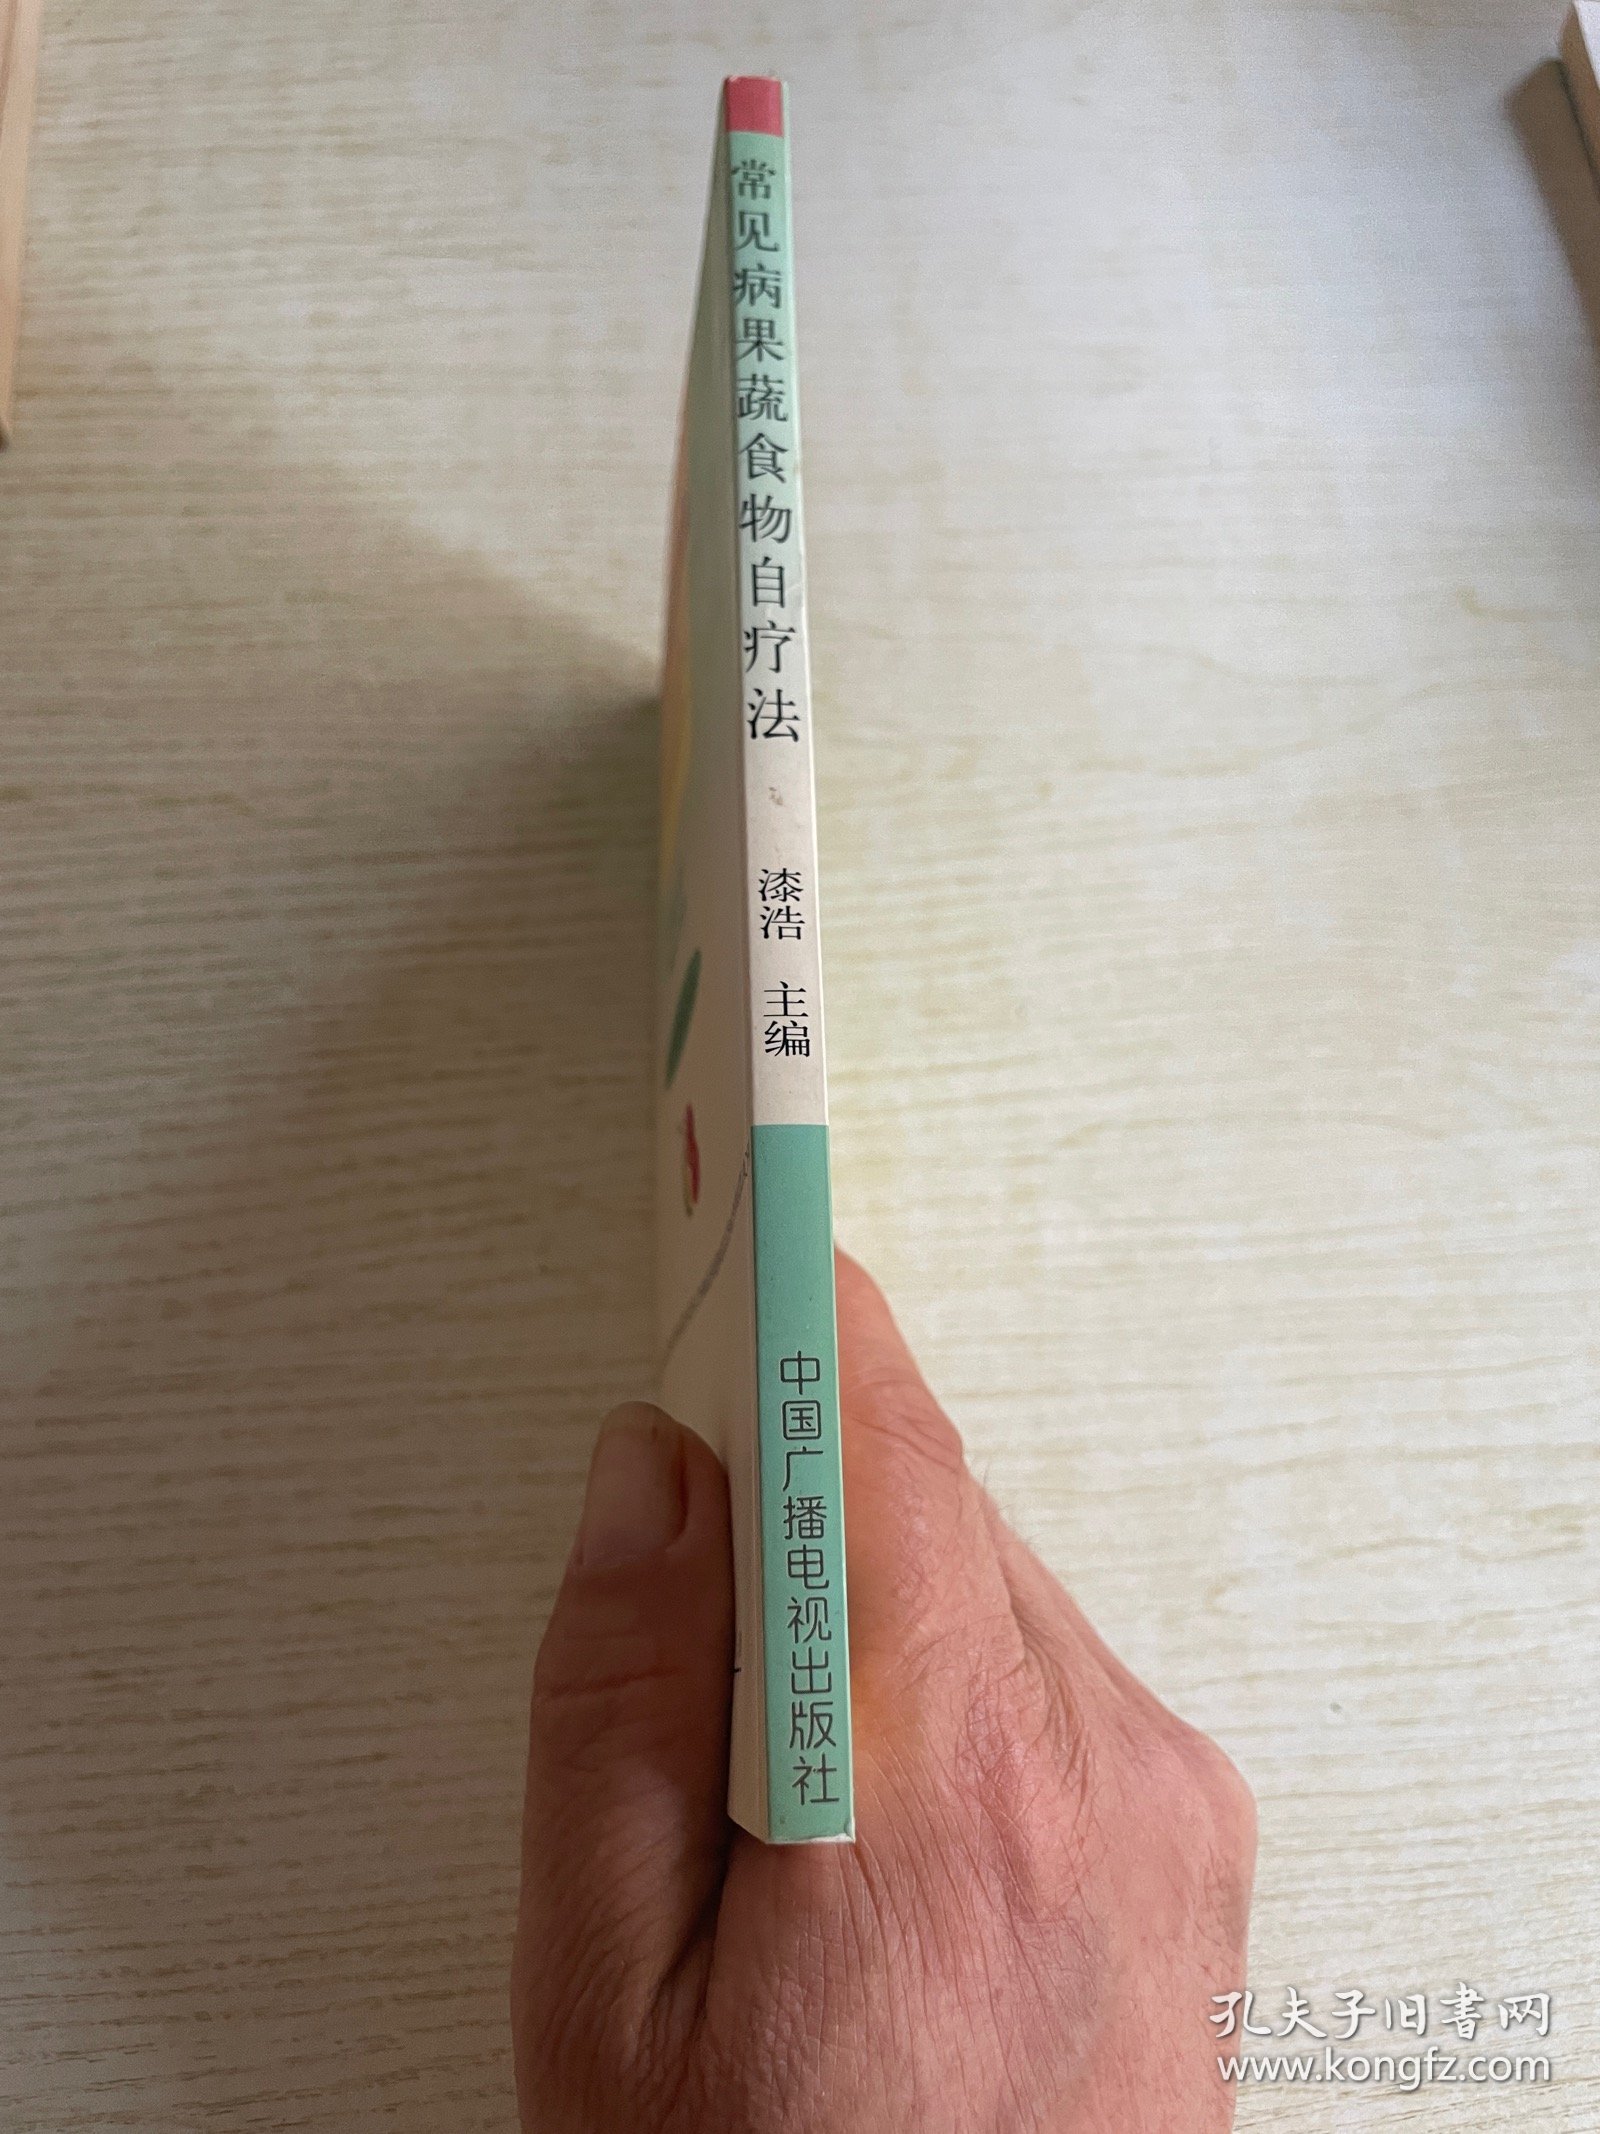 常见病果蔬食物自疗法
漆浩 主编
中国广播电视出版社
孔夫子旧书网
www.kongfz.com